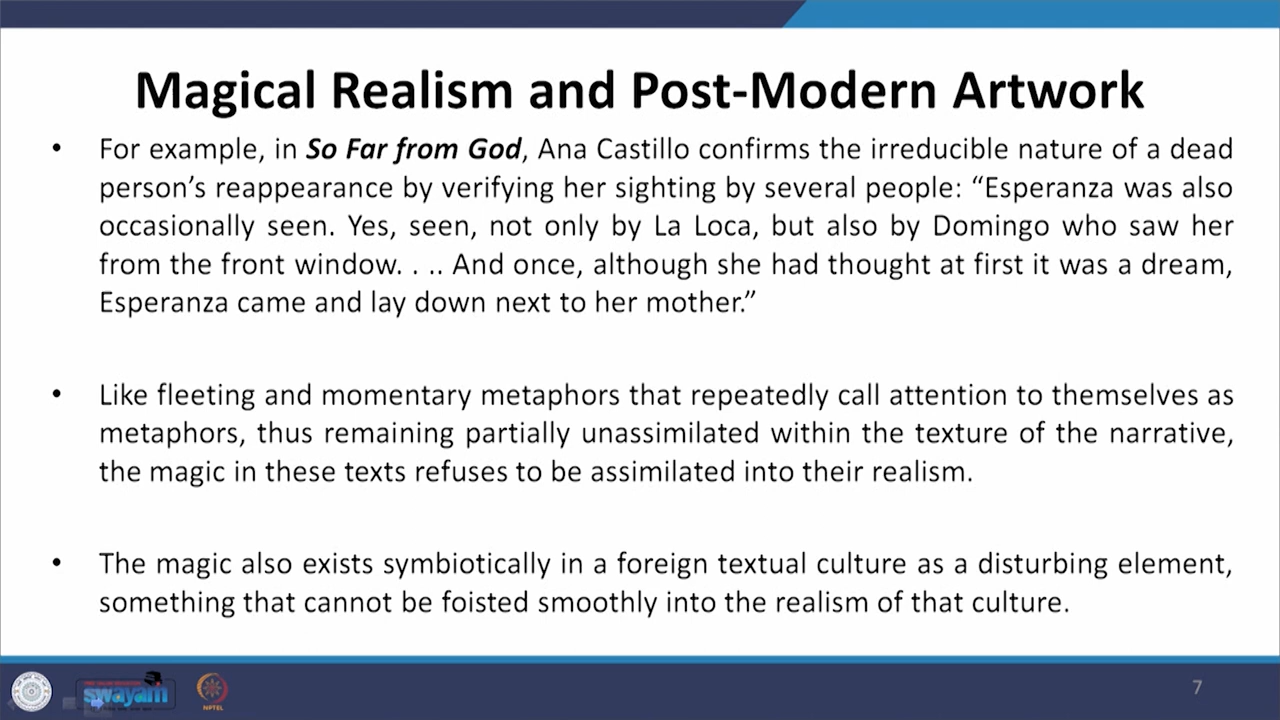 Magical Realism and Post-Modern Artwork
• For example, in So Far from God, Ana Castillo confirms the irreducible nature of a dead
person’s reappearance by verifying her sighting by several people: “Esperanza was also
occasionally seen. Yes, seen, not only by La Loca, but also by Domingo who saw her
from the front window. . .. And once, although she had thought at first it was a dream,
Esperanza came and lay down next to her mother.”
• Like fleeting and momentary metaphors that repeatedly call attention to themselves as
metaphors, thus remaining partially unassimilated within the texture of the narrative,
the magic in these texts refuses to be assimilated into their realism.
• The magic also exists symbiotically in a foreign textual culture as a disturbing element,
something that cannot be foisted smoothly into the realism of that culture.
swayam
NPTEL
7